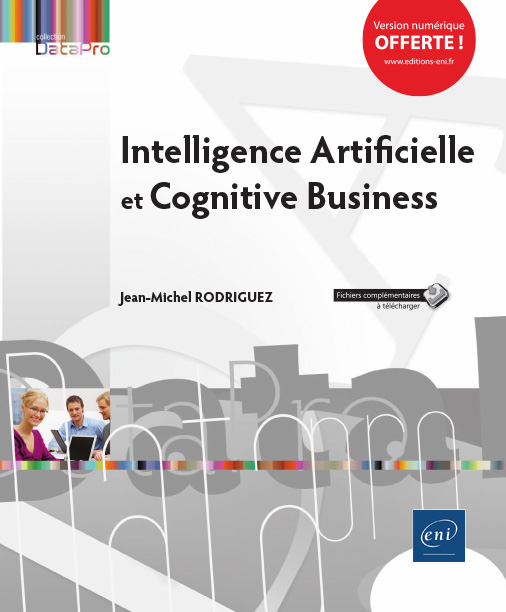 collection
DataPro
Version numérique
OFFERTE !
www.editions-eni.fr
Intelligence Artificielle
et Cognitive Business
Jean-Michel RODRIGUEZ
Fichiers complémentaires
à télécharger
DataPro
eni